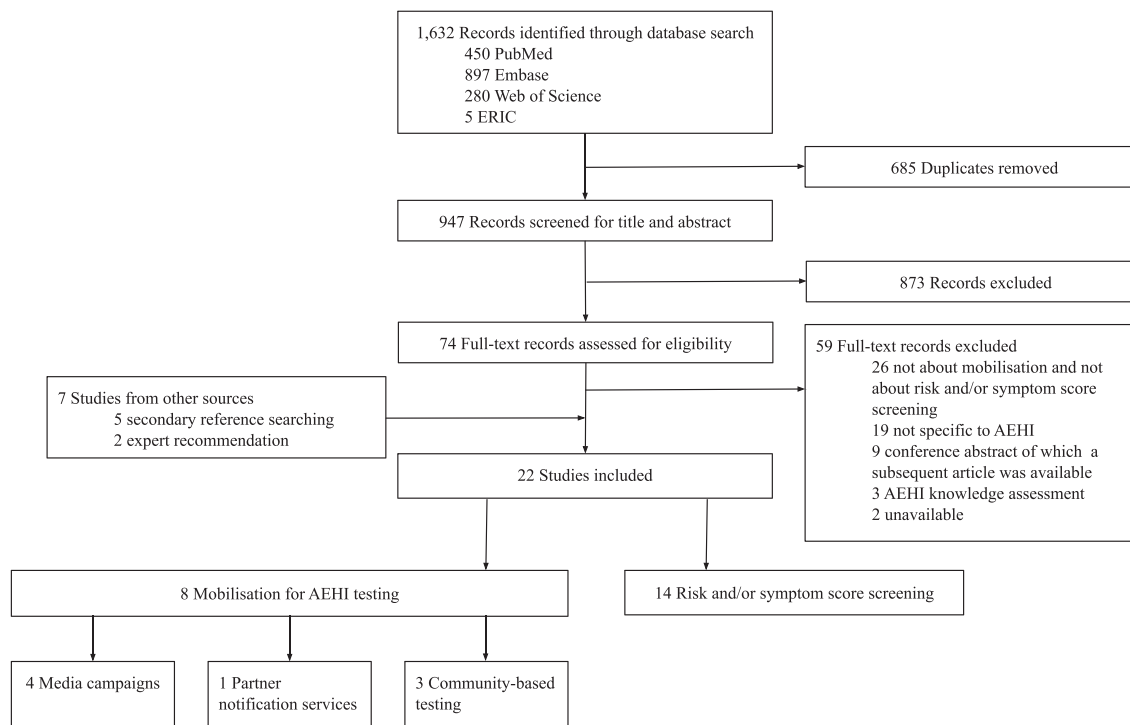 1,632 Records identified through database search
450 PubMed
897 Embase
280 Web of Science
5 ERIC
685 Duplicates removed
947 Records screened for title and abstract
873 Records excluded
74 Full-text records assessed for eligibility
59 Full-text records excluded
26 not about mobilisation and not
about risk and/or symptom score
screening
19 not specific to AEHI
9 conference abstract of which a
subsequent article was available
3 AEHI knowledge assessment
2 unavailable
7 Studies from other sources
5 secondary reference searching
2 expert recommendation
22 Studies included
8 Mobilisation for AEHI testing
14 Risk and/or symptom score screening
4 Media campaigns
1 Partner
notification services
3 Community-based
testing